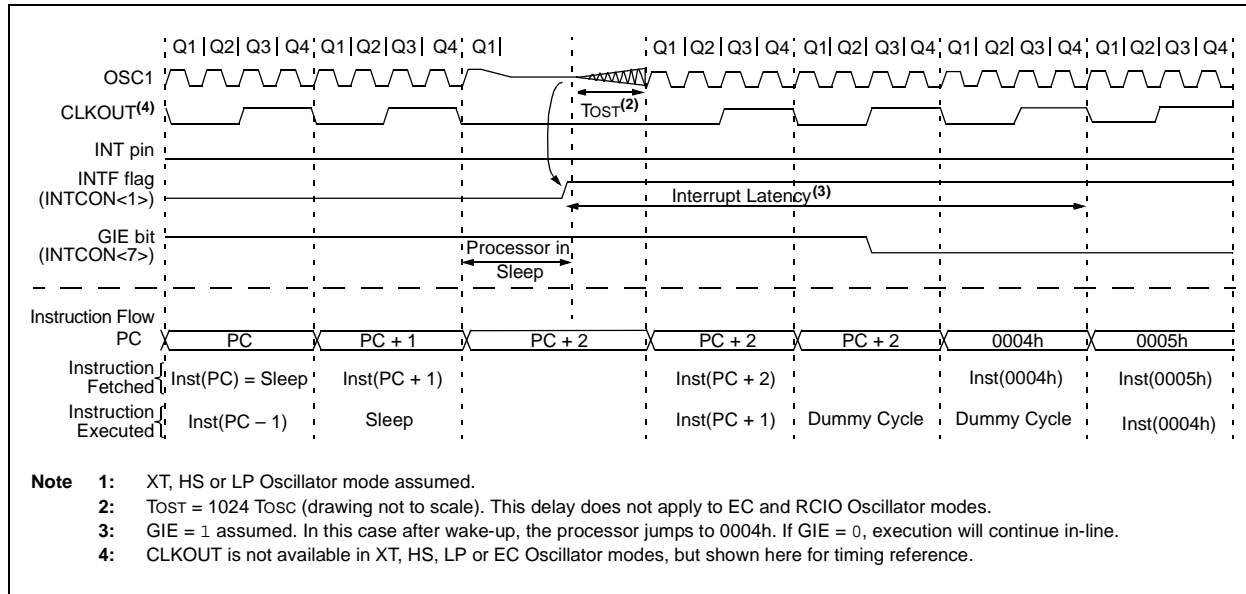 Q1 Q2 Q3 Q4 Q1 Q2 Q3 Q4 Q1 Q1 Q2 Q3 Q4 Q1 Q2 Q3 Q4 Q1 Q2 Q3 Q4 Q1 Q2 Q3 Q4
OSC1
TOST(2)
CLKOUT(4)
INT pin
INTF flag
(INTCON<1>)
Interrupt Latency(3)
GIE bit
(INTCON<7>)
Processor in
Sleep
Instruction Flow
PC PC PC + 1 PC + 2 PC + 2 PC + 2 0004h 0005h
Instruction
Fetched
Inst(PC) = Sleep Inst(PC + 1) Inst(PC + 2) Inst(0004h) Inst(0005h)
Instruction
Executed
Inst(PC – 1) Sleep Inst(PC + 1) Dummy Cycle Dummy Cycle Inst(0004h)
Note 1: XT, HS or LP Oscillator mode assumed.
2: TOST = 1024 TOSC (drawing not to scale). This delay does not apply to EC and RCIO Oscillator modes.
3: GIE = 1 assumed. In this case after wake-up, the processor jumps to 0004h. If GIE = 0, execution will continue in-line.
4: CLKOUT is not available in XT, HS, LP or EC Oscillator modes, but shown here for timing reference.